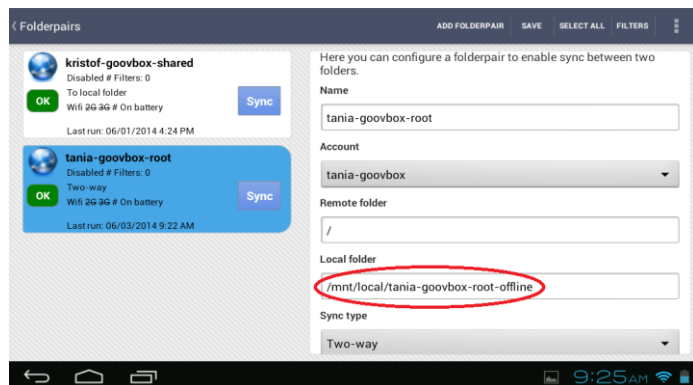 Folderpairs
ADD FOLDERPAIR SAVE SELECT ALL FILTERS
kristof-goovbox-shared
Disabled # Filters: 0
To local folder
OK
Wifi 2G 3G # On battery
Sync
Last run: 06/01/2014 4:24 PM
tania-goovbox-root
Disabled # Filters: 0
Two-way
OK
Wifi 2G 3G # On battery
Sync
Last run: 06/03/2014 9:22 AM
Here you can configure a folderpair to enable sync between two
folders.
Name
tania-goovbox-root
Account
tania-goovbox
Remote folder
/
Local folder
/mnt/local/tania-goovbox-root-offline
Sync type
Two-way
9:25 AM